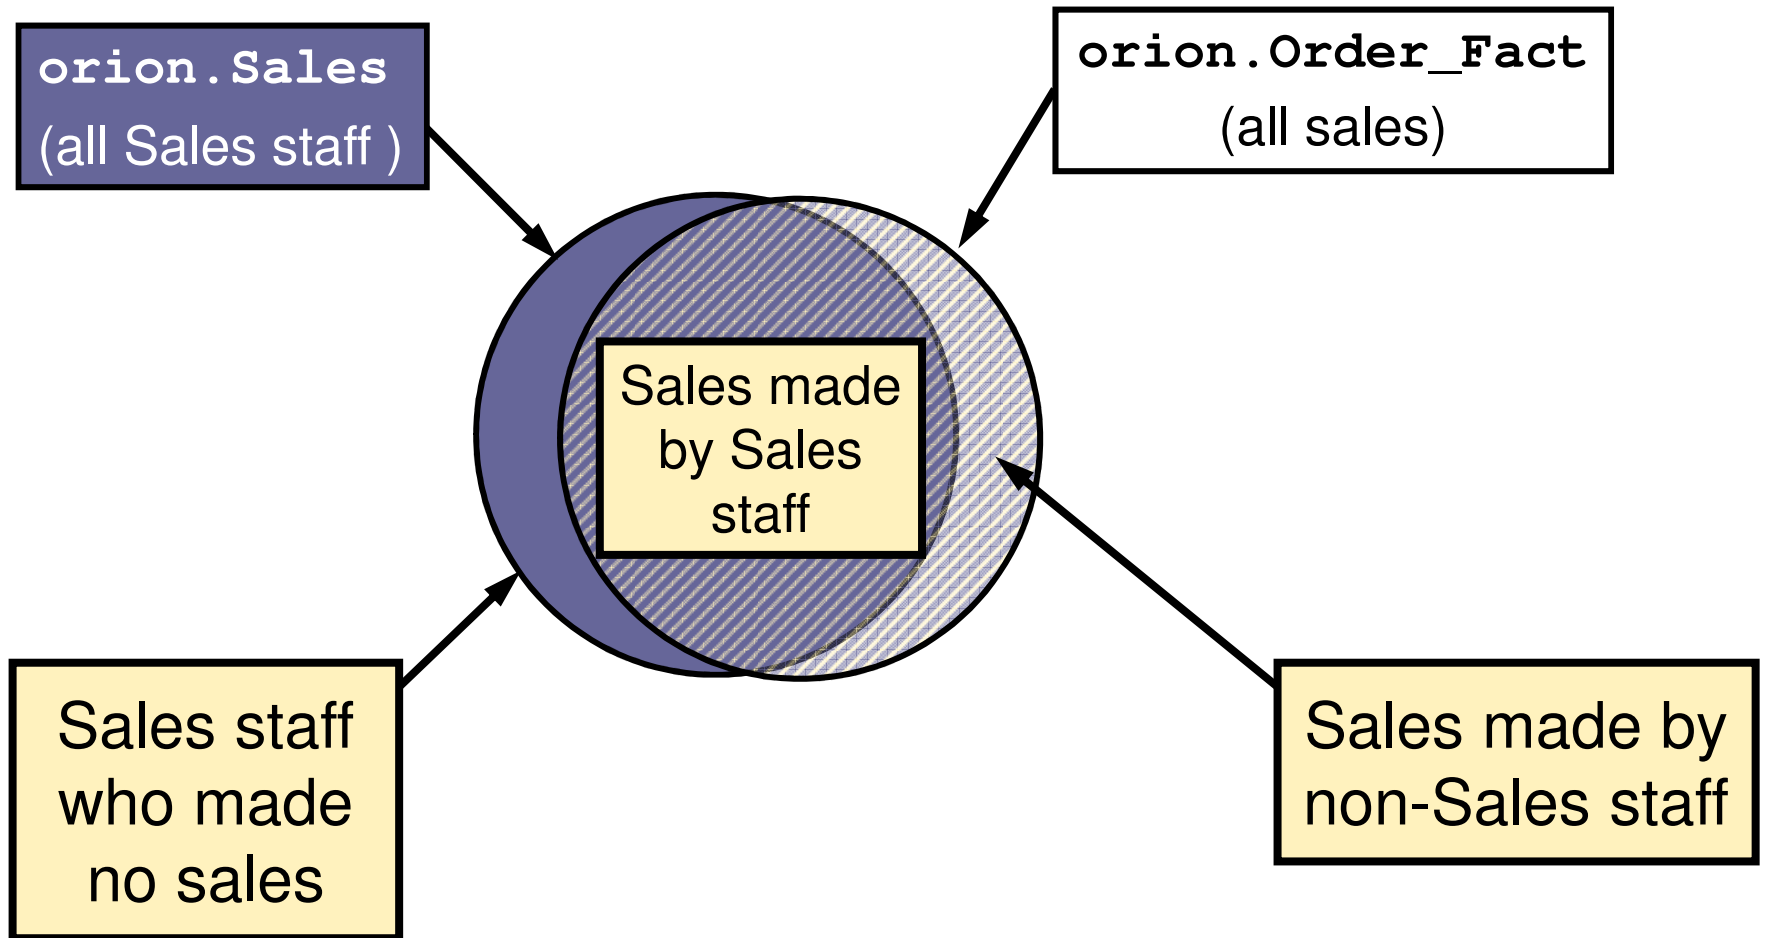 orion.Sales
(all Sales staff )
orion.Order_Fact
(all sales)
Sales made
by Sales
staff
Sales staff
who made
no sales
Sales made by
non-Sales staff